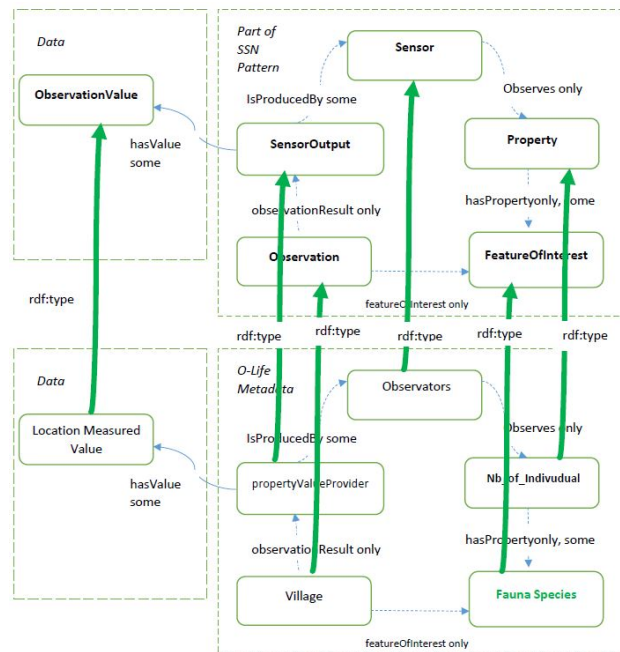 Data
Part of
SSN
Pattern
Sensor
ObservationValue
IsProducedBy some
Observes only
hasValue
some
SensorOutput
Property
observationResult only
hasPropertyonly, some
Observation
FeatureOfInterest
featureOfInterest only
rdf:type
rdf:type
rdf:type
rdf:type
rdf:type
rdf:type
Data
O-Life
Metadata
Observators
Location Measured
Value
IsProducedBy some
Observes only
hasValue
some
propertyValueProvider
Nb_of_Indivudual
observationResult only
hasPropertyonly, some
Village
Fauna Species
featureOfInterest only